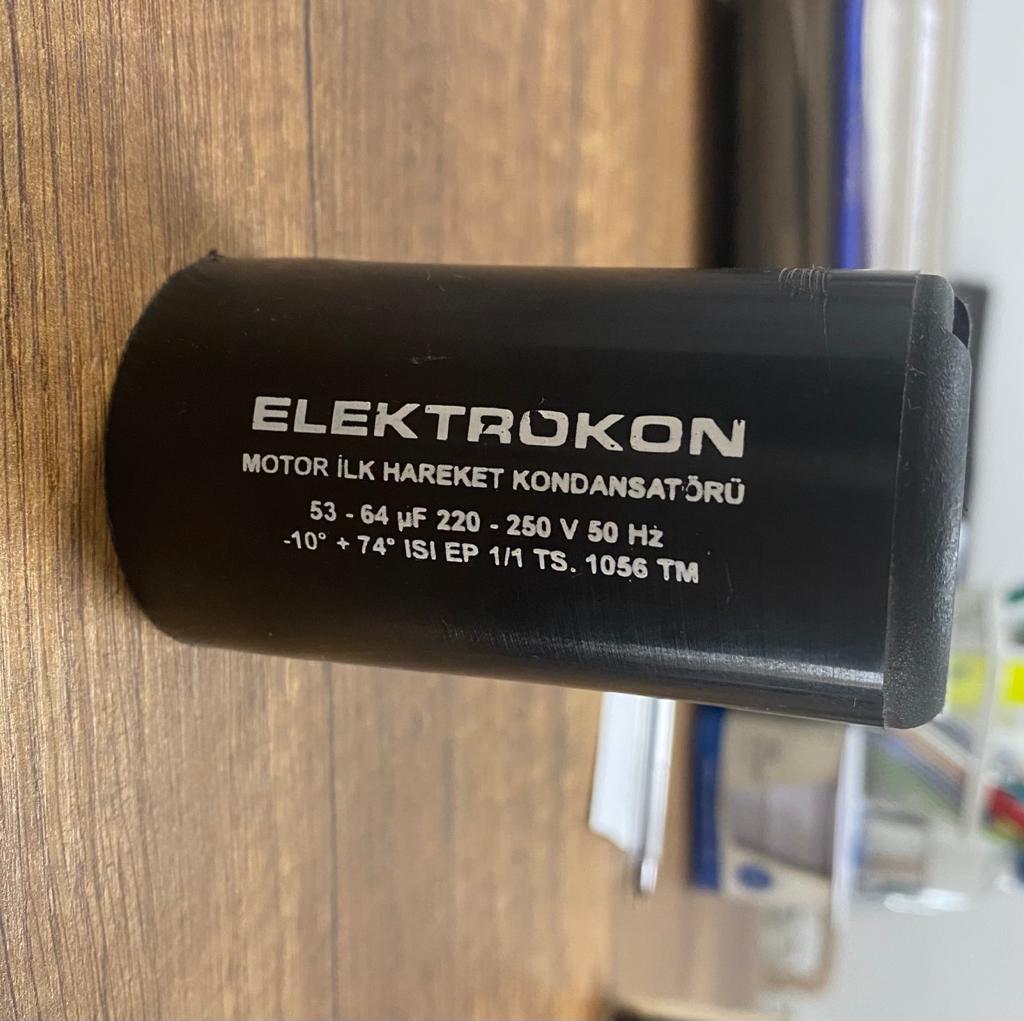 ELEKTROKON
MOTOR İLK HAREKET KONDANSATÖRÜ
53 - 64 µF 220 - 250 V 50 Hz
-10° + 74° ISI EP 1/1 TS. 1056 TM